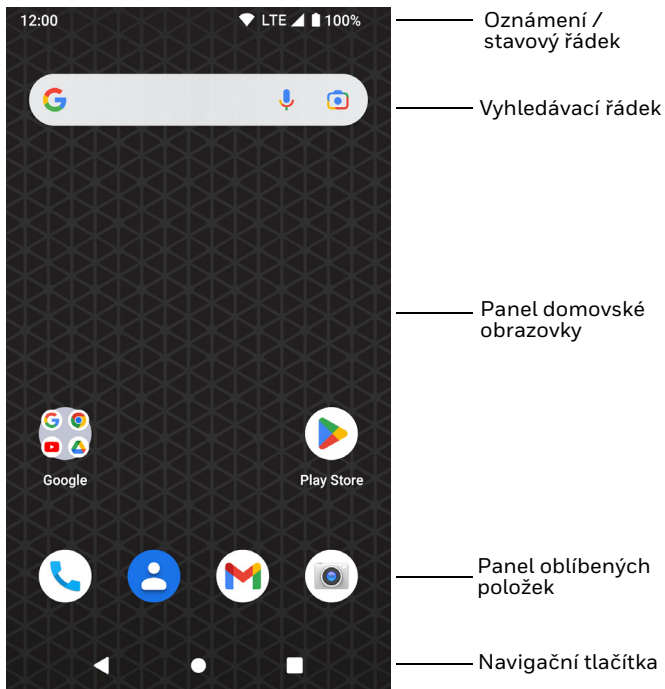 12:00 LTE 100%
Oznámení /
stavový řádek
Vyhledávací řádek
Panel domovské
obrazovky
Google
Play Store
Panel oblíbených
položek
Navigační tlačítka